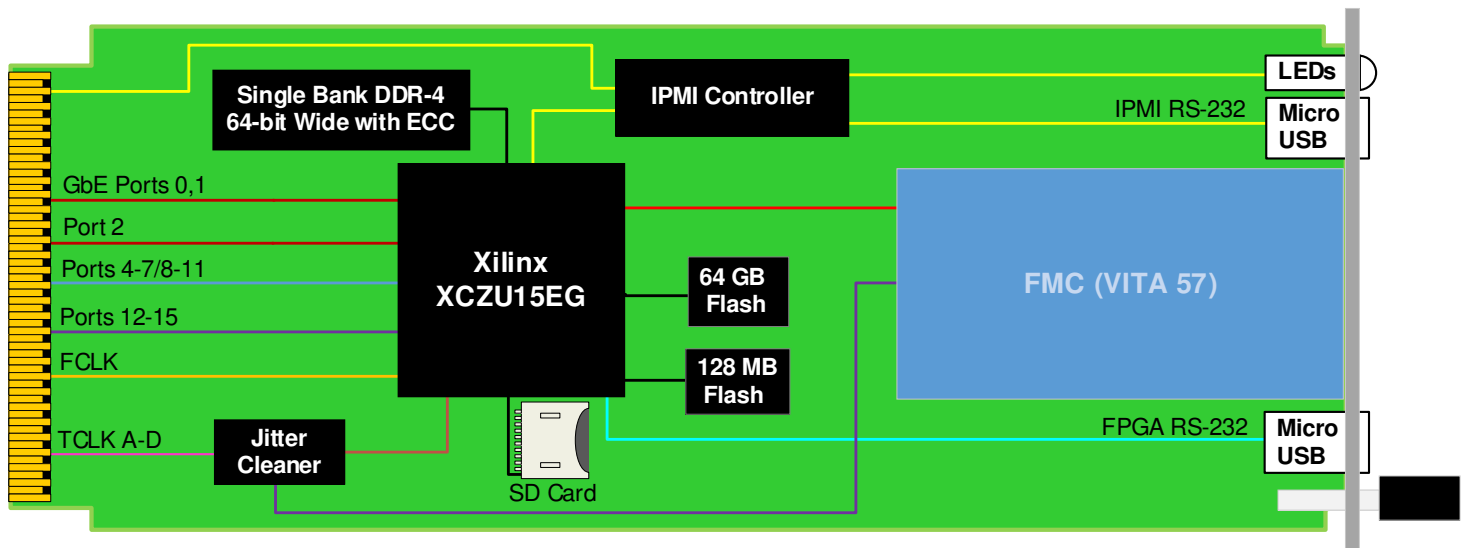 Single Bank DDR-4
64-bit Wide with ECC
IPMI Controller
LEDs
IPMI RS-232
Micro
USB
GbE Ports 0,1
Port 2
Ports 4-7/8-11
Ports 12-15
FCLK
TCLK A-D
Xilinx
XCZU15EG
64 GB
Flash
128 MB
Flash
FMC (VITA 57)
Jitter
Cleaner
SD Card
FPGA RS-232
Micro
USB